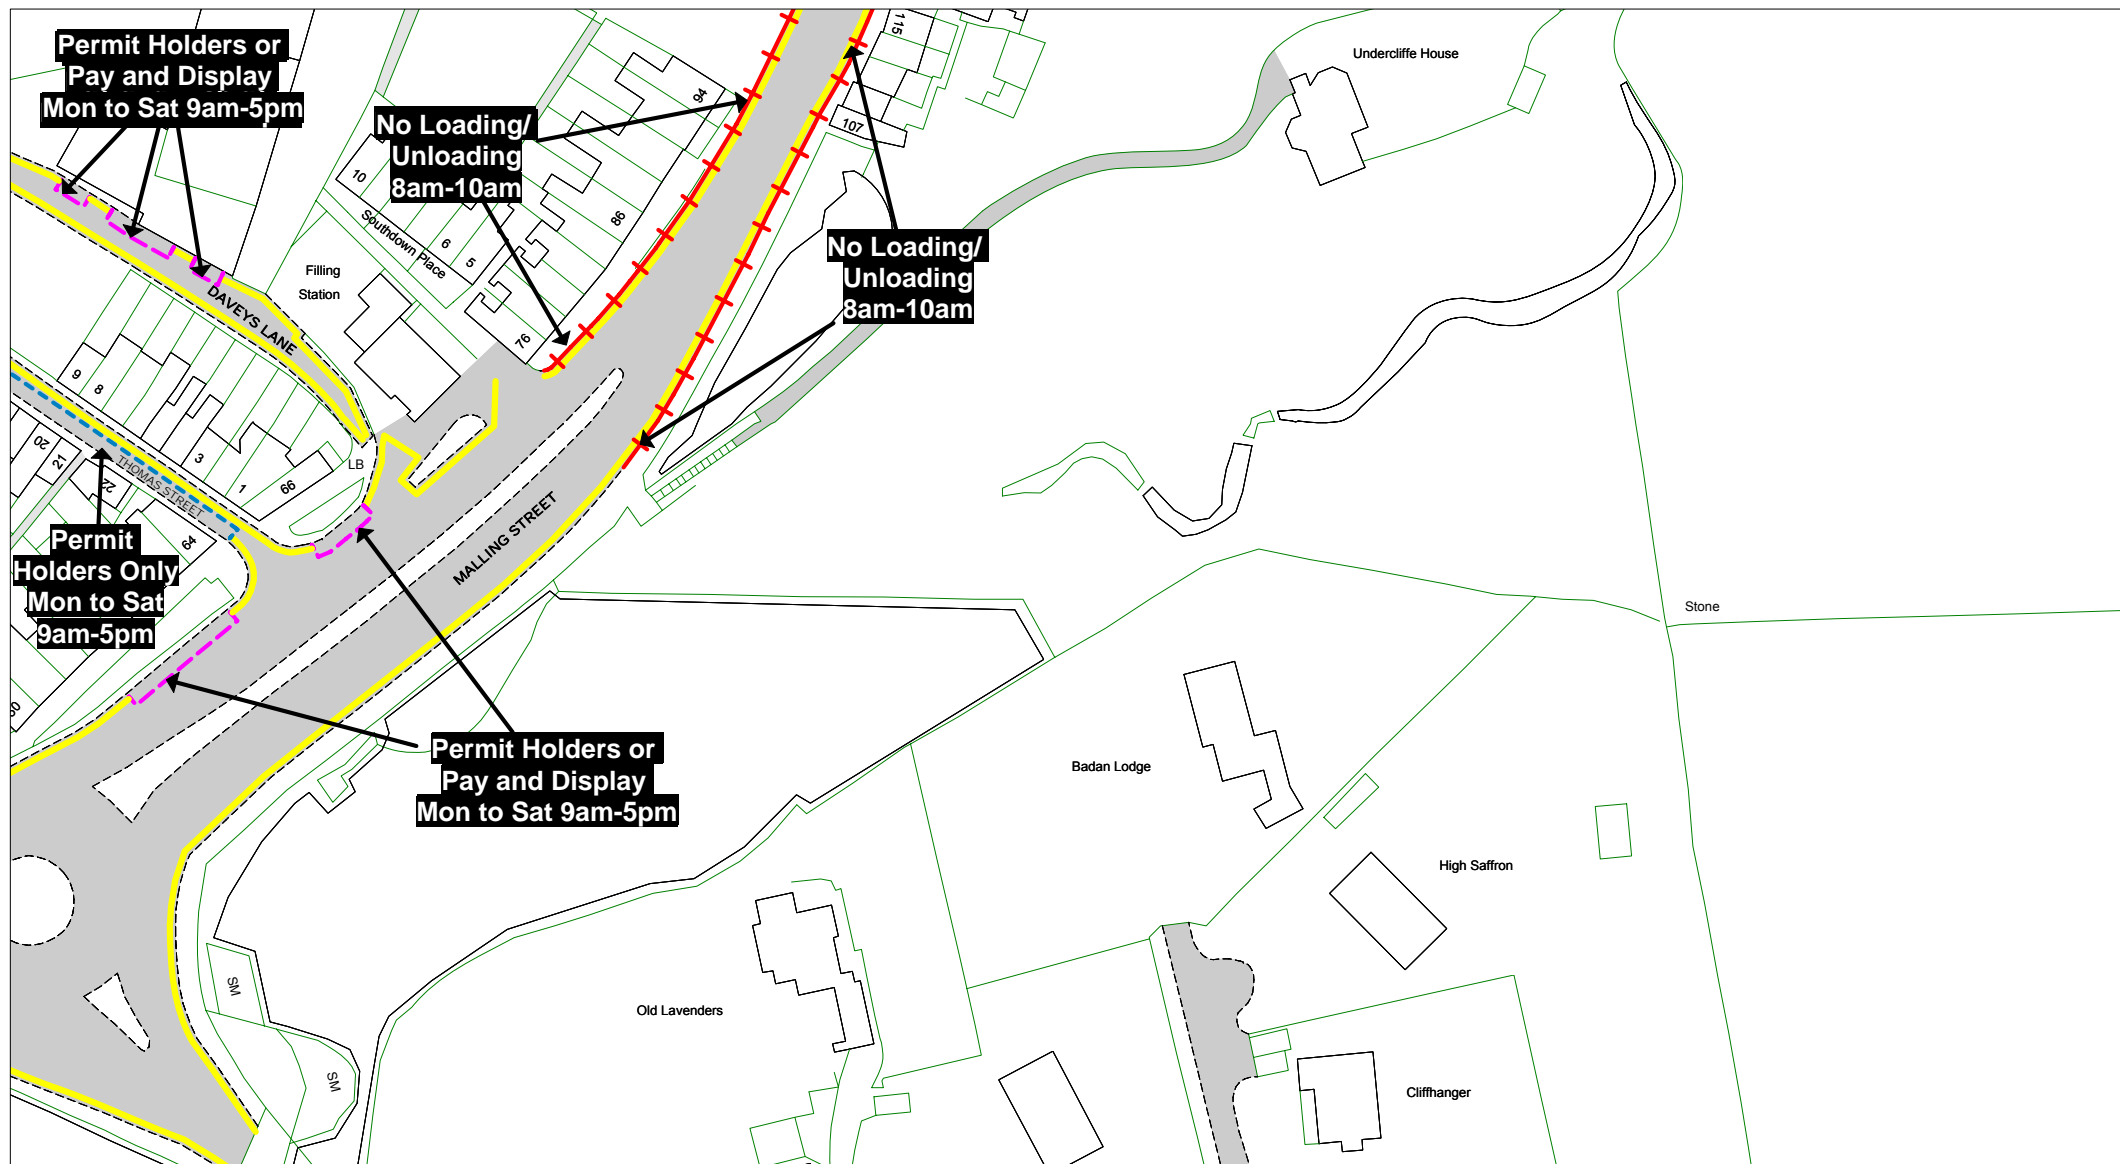 Permit Holders or
Pay and Display
Mon to Sat 9am-5pm
No Loading/
Unloading
8am-10am
115
Undercliffe House
94
107
10
86
Southdown Place
6
5
No Loading/
Unloading
8am-10am
Filling
Station
DAVEYS LANE
76
9
8
3
1
66
LB
20
21
22
THOMAS STREET
64
MALLING STREET
Permit
Holders Only
Mon to Sat
9am-5pm
Stone
Permit Holders or
Pay and Display
Mon to Sat 9am-5pm
Badan Lodge
High Saffron
SM
Old Lavenders
SM
Cliffhanger